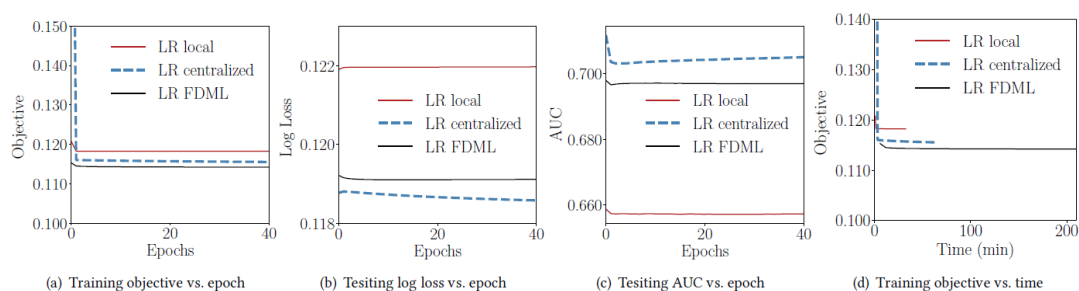 0.150
0.140
0.130
0.120
0.110
0.100
Objective
LR local
LR centralized
LR FDML
0
20
40
Epochs
(a) Training objective vs. epoch
0.122
0.120
0.118
Log Loss
LR local
LR centralized
LR FDML
0
20
40
Epochs
(b) Tesiting log loss vs. epoch
0.700
0.680
0.660
AUC
LR local
LR centralized
LR FDML
0
20
40
Epochs
(c) Tesiting AUC vs. epoch
0.140
0.130
0.120
0.110
0.100
Objective
LR local
LR centralized
LR FDML
0
100
200
Time (min)
(d) Training objective vs. time